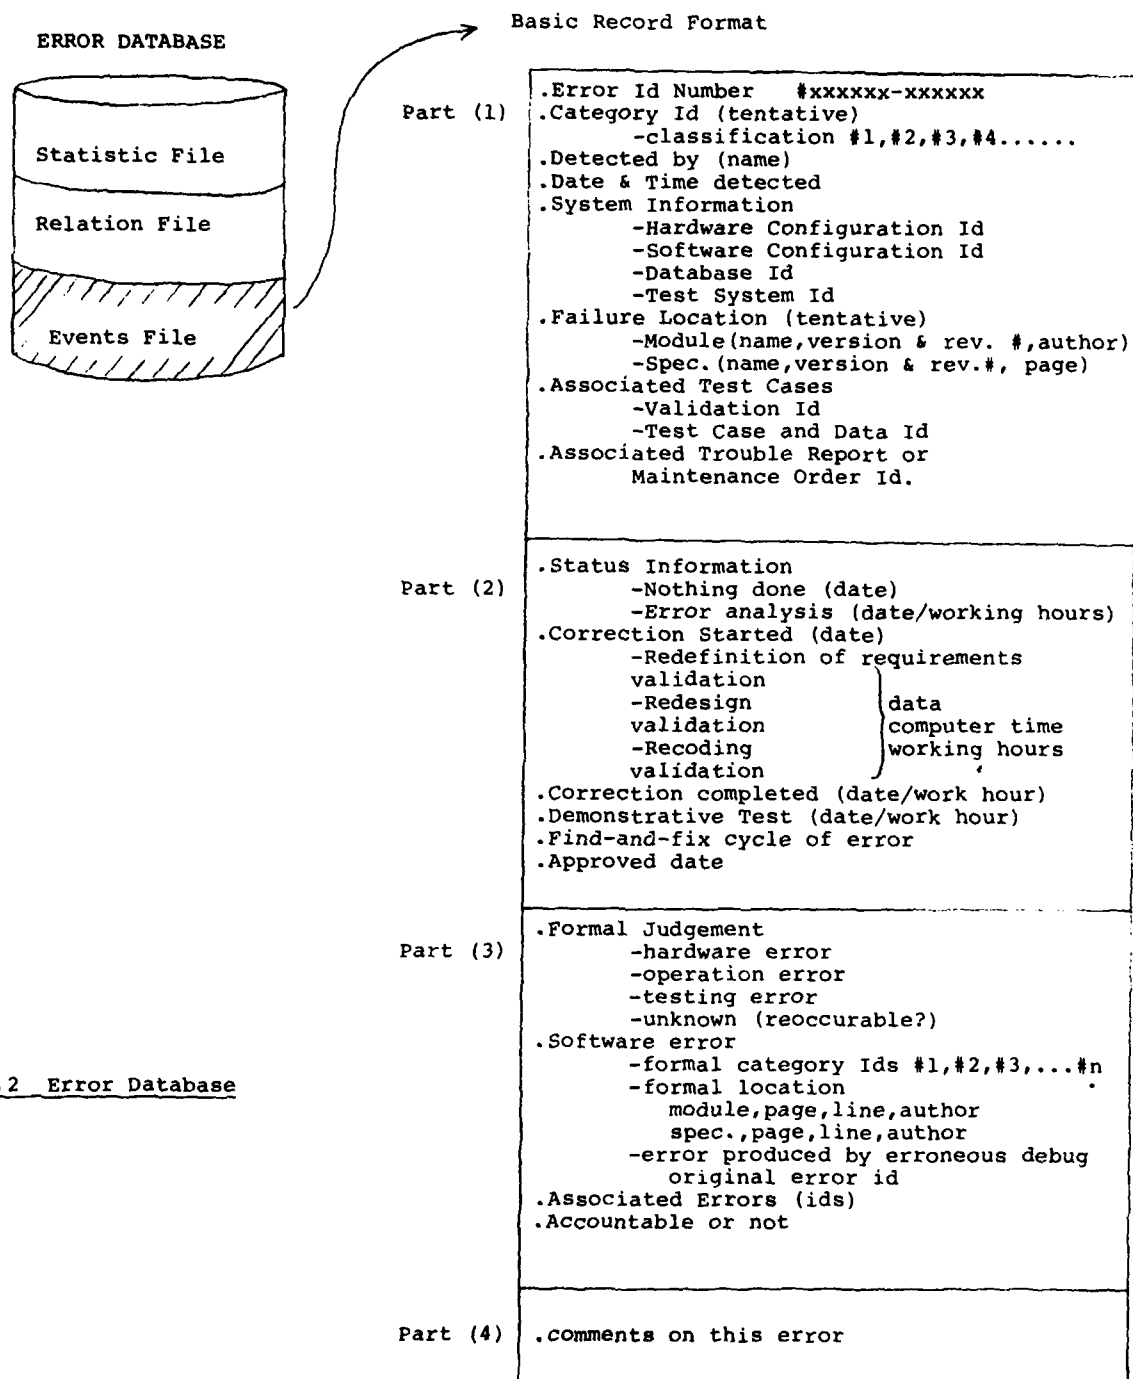 Basic Record Format
ERROR DATABASE
Statistic File
Relation File
Events File
Part (1)
.Error Id Number #xxxxxx-xxxxxx
.Category Id (tentative)
-classification #1,#2,#3,#4......
.Detected by (name)
.Date & Time detected
.System Information
-Hardware Configuration Id
-Software Configuration Id
-Database Id
-Test System Id
.Failure Location (tentative)
-Module(name,version & rev. #,author)
-Spec.(name,version & rev.#, page)
.Associated Test Cases
-Validation Id
-Test Case and Data Id
.Associated Trouble Report or
Maintenance Order Id.
Part (2)
.Status Information
-Nothing done (date)
-Error analysis (date/working hours)
.Correction Started (date)
-Redefinition of requirements
validation
-Redesign data
validation computer time
-Recoding working hours
validation
.Correction completed (date/work hour)
.Demonstrative Test (date/work hour)
.Find-and-fix cycle of error
.Approved date
Part (3)
.Formal Judgement
-hardware error
-operation error
-testing error
-unknown (reoccurable?)
.Software error
-formal category Ids #1,#2,#3,...#n
-formal location
module,page,line,author
spec.,page,line,author
-error produced by erroneous debug
original error id
.Associated Errors (ids)
.Accountable or not
.2 Error Database
Part (4)
.comments on this error